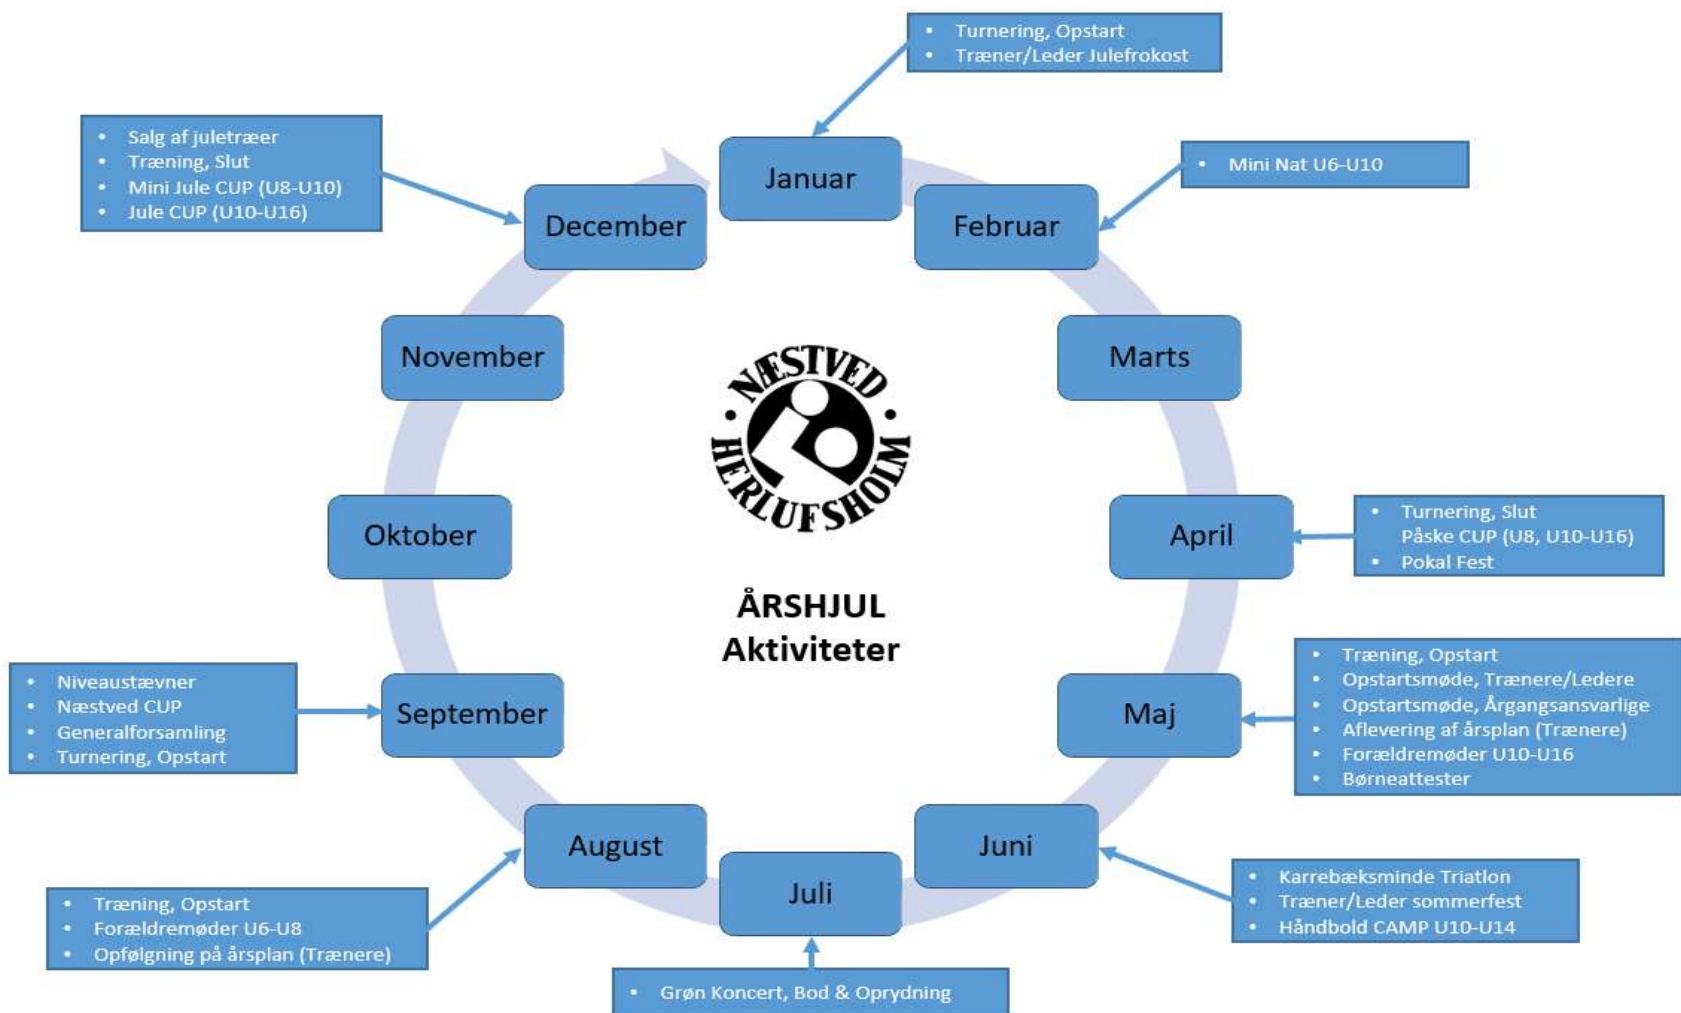 Turnering, Opstart
Træner/Leder Julefrokost
Januar
Mini Nat U6-U10
Februar
Marts
Turnering, Slut
Påske CUP (U8, U10-U16)
Pokal Fest
April
Træning, Opstart
Opstartsmøde, Trænere/Ledere
Opstartsmøde, Årgangsansvarlige
Aflevering af årsplan (Trænere)
Forældremøder U10-U16
Børneattester
Maj
Karrebæksminde Triatlon
Træner/Leder sommerfest
Håndbold CAMP U10-U14
Juni
Juli
Grøn Koncert, Bod & Oprydning
August
Træning, Opstart
Forældremøder U6-U8
Opfølgning på årsplan (Trænere)
September
Niveaustævner
Næstved CUP
Generalforsamling
Turnering, Opstart
Oktober
November
December
Salg af juletræer
Træning, Slut
Mini Jule CUP (U8-U10)
Jule CUP (U10-U16)
NÆSTVED
HERLUFSHOLM
ÅRSHJUL
Aktiviteter